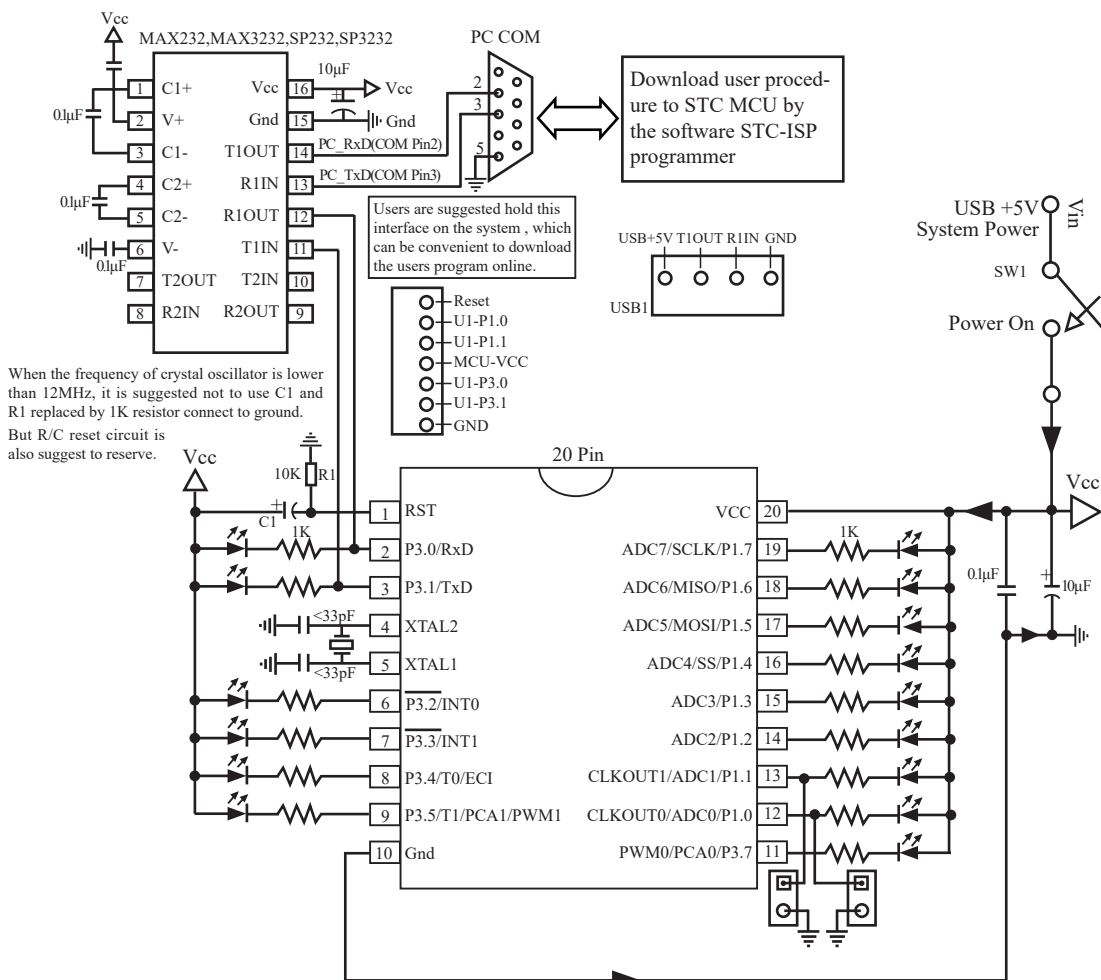 Vcc
MAX232,MAX3232,SP232,SP3232
1 C1+
2 V+
3 C1-
4 C2+
5 C2-
6 V-
7 T2OUT
8 R2IN
Vcc 16
Gnd 15
T1OUT 14
R1IN 13
R1OUT 12
T1IN 11
T2IN 10
R2OUT 9
0.1µF
0.1µF
0.1µF
10µF
+
Vcc
Gnd
PC_RxD(COM Pin2)
PC_TxD(COM Pin3)
PC COM
2
3
5
Download user proced-
ure to STC MCU by
the software STC-ISP
programmer
Users are suggested hold this
interface on the system , which
can be convenient to download
the users program online.
USB+5V T1OUT R1IN GND
USB1
USB +5V
System Power
Vin
SW1
Power On
Reset
U1-P1.0
U1-P1.1
MCU-VCC
U1-P3.0
U1-P3.1
GND
When the frequency of crystal oscillator is lower
than 12MHz, it is suggested not to use C1 and
R1 replaced by 1K resistor connect to ground.
But R/C reset circuit is
also suggest to reserve.
Vcc
10K R1
+
C1
1K
<33pF
<33pF
20 Pin
1 RST
2 P3.0/RxD
3 P3.1/TxD
4 XTAL2
5 XTAL1
6 P3.2/INT0
7 P3.3/INT1
8 P3.4/T0/ECI
9 P3.5/T1/PCA1/PWM1
10 Gnd
VCC 20
ADC7/SCLK/P1.7 19
ADC6/MISO/P1.6 18
ADC5/MOSI/P1.5 17
ADC4/SS/P1.4 16
ADC3/P1.3 15
ADC2/P1.2 14
CLKOUT1/ADC1/P1.1 13
CLKOUT0/ADC0/P1.0 12
PWM0/PCA0/P3.7 11
1K
Vcc
0.1µF
+
10µF